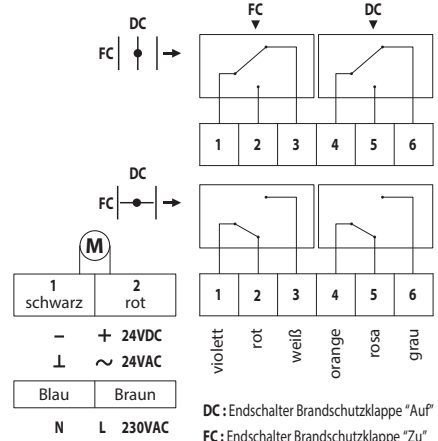 FC DC
DC
FC
1 2 3 4 5 6
DC
FC
M
1 2
schwarz rot
1 2 3 4 5 6
violett rot weiß orange rosa grau
− + 24VDC
⊥ ~ 24VAC
Blau Braun
N L 230VAC
DC : Endschalter Brandschutzklappe "Auf"
FC : Endschalter Brandschutzklappe "Zu"